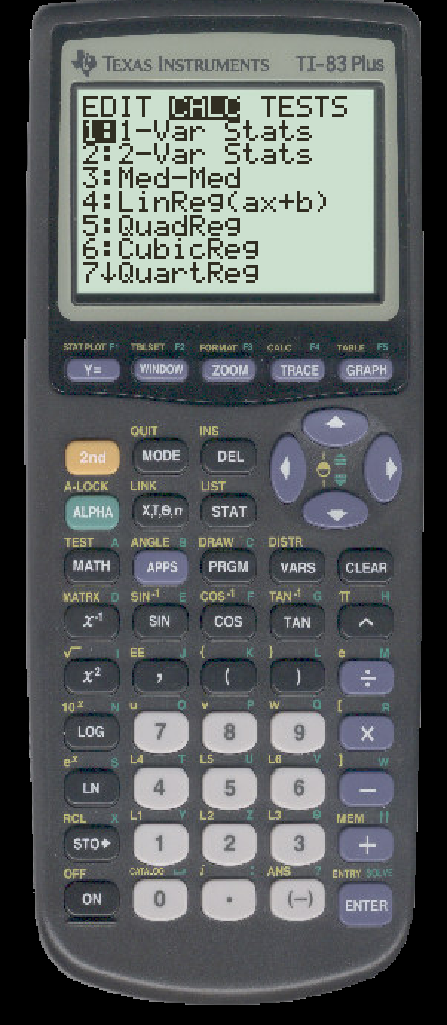 TEXAS INSTRUMENTS TI-83 Plus
EDIT CALC TESTS
1:1-Var Stats
2:2-Var Stats
3:Med-Med
4:LinReg(ax+b)
5:QuadReg
6:CubicReg
7↓QuartReg
STAT PLOT F1 TBLSET F2 FORMAT F3 CALC F4 TABLE F5
Y= WINDOW ZOOM TRACE GRAPH
QUIT INS
2nd MODE DEL
A-LOCK LINK LIST
ALPHA X,T,Θ,n STAT
TEST A ANGLE B DRAW C DISTR
MATH APPS PRGM VARS CLEAR
MATRX D SIN⁻¹ E COS⁻¹ F TAN⁻¹ G π H
x⁻¹ SIN COS TAN ^
√ I EE J { K } L e M
x² , ( ) ÷
10ˣ N u O v P w Q [ R
LOG 7 8 9 ×
eˣ S L4 T L5 U L6 V ] W
LN 4 5 6 −
RCL X L1 Y L2 Z L3 θ MEM "
STO➔ 1 2 3 +
OFF CATALOG i : ANS ? ENTRY SOLVE
ON 0 . (−) ENTER